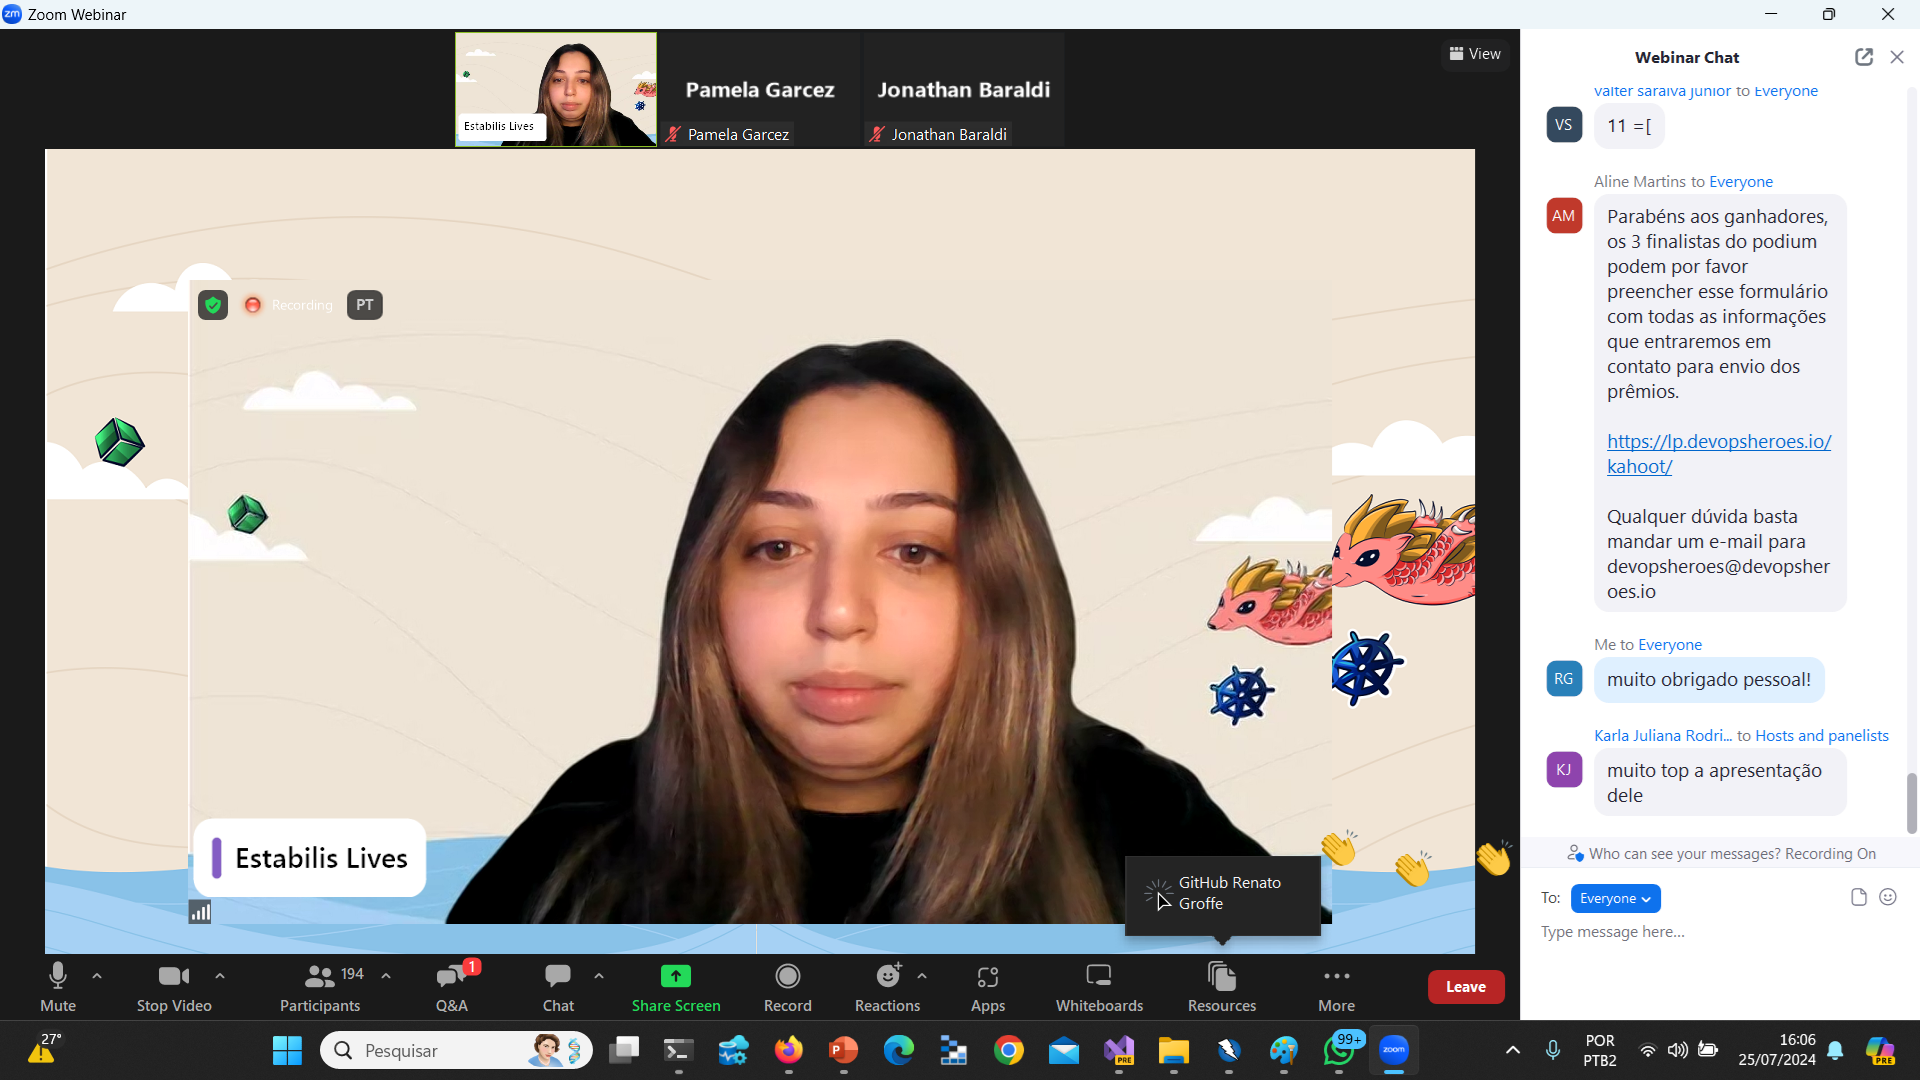 zm Zoom Webinar
Estabilis Lives
Pamela Garcez
Pamela Garcez
Jonathan Baraldi
Jonathan Baraldi
View
Recording
PT
Estabilis Lives
GitHub Renato
Groffe
Webinar Chat
valter saraiva junior to Everyone
VS
11 =[
Aline Martins to Everyone
AM
Parabéns aos ganhadores,
os 3 finalistas do podium
podem por favor
preencher esse formulário
com todas as informações
que entraremos em
contato para envio dos
prêmios.
https://lp.devopsheroes.io/
kahoot/
Qualquer dúvida basta
mandar um e-mail para
devopsheroes@devopsher
oes.io
Me to Everyone
RG
muito obrigado pessoal!
Karla Juliana Rodri... to Hosts and panelists
KJ
muito top a apresentação
dele
Who can see your messages? Recording On
To: Everyone
Type message here...
Mute
Stop Video
194
Participants
1
Q&A
Chat
Share Screen
Record
Reactions
Apps
Whiteboards
Resources
More
Leave
27°
Pesquisar
PRE
99+
zoom
POR
PTB2
16:06
25/07/2024
PRE